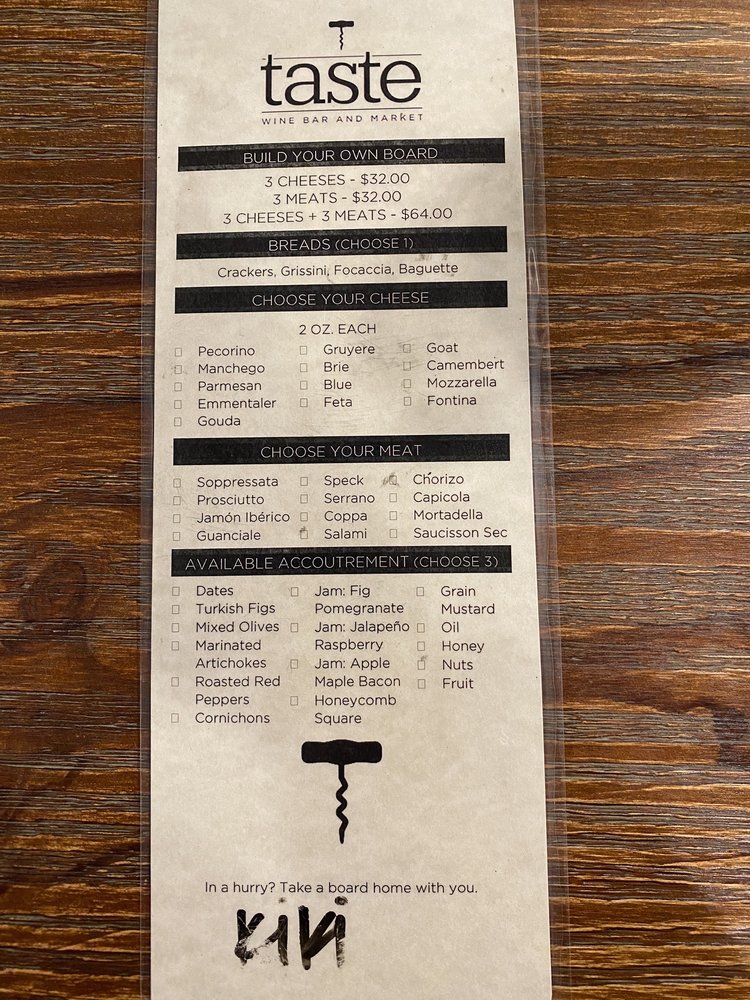 taste
WINE BAR AND MARKET
BUILD YOUR OWN BOARD
3 CHEESES - $32.00
3 MEATS - $32.00
3 CHEESES + 3 MEATS - $64.00
BREADS (CHOOSE 1)
Crackers, Grissini, Focaccia, Baguette
CHOOSE YOUR CHEESE
2 OZ. EACH
Pecorino
Manchego
Parmesan
Emmentaler
Gouda
Gruyere
Brie
Blue
Feta
Goat
Camembert
Mozzarella
Fontina
CHOOSE YOUR MEAT
Soppressata
Prosciutto
Jamón Ibérico
Guanciale
Speck
Serrano
Coppa
Salami
Chorizo
Capicola
Mortadella
Saucisson Sec
AVAILABLE ACCOUTREMENT (CHOOSE 3)
Dates
Turkish Figs
Mixed Olives
Marinated
Artichokes
Roasted Red
Peppers
Cornichons
Jam: Fig
Pomegranate
Jam: Jalapeño
Raspberry
Jam: Apple
Maple Bacon
Honeycomb
Square
Grain
Mustard
Oil
Honey
Nuts
Fruit
In a hurry? Take a board home with you.